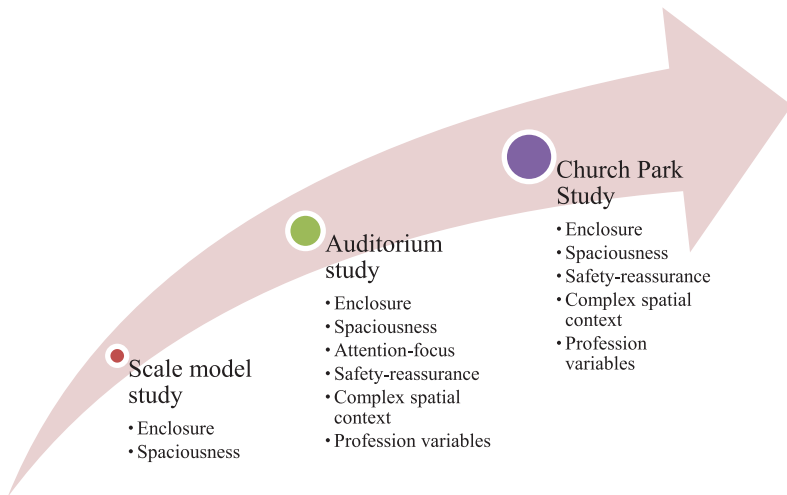 Scale model
study
• Enclosure
• Spaciousness
Auditorium
study
• Enclosure
• Spaciousness
• Attention-focus
• Safety-reassurance
• Complex spatial
context
• Profession variables
Church Park
Study
• Enclosure
• Spaciousness
• Safety-reassurance
• Complex spatial
context
• Profession
variables